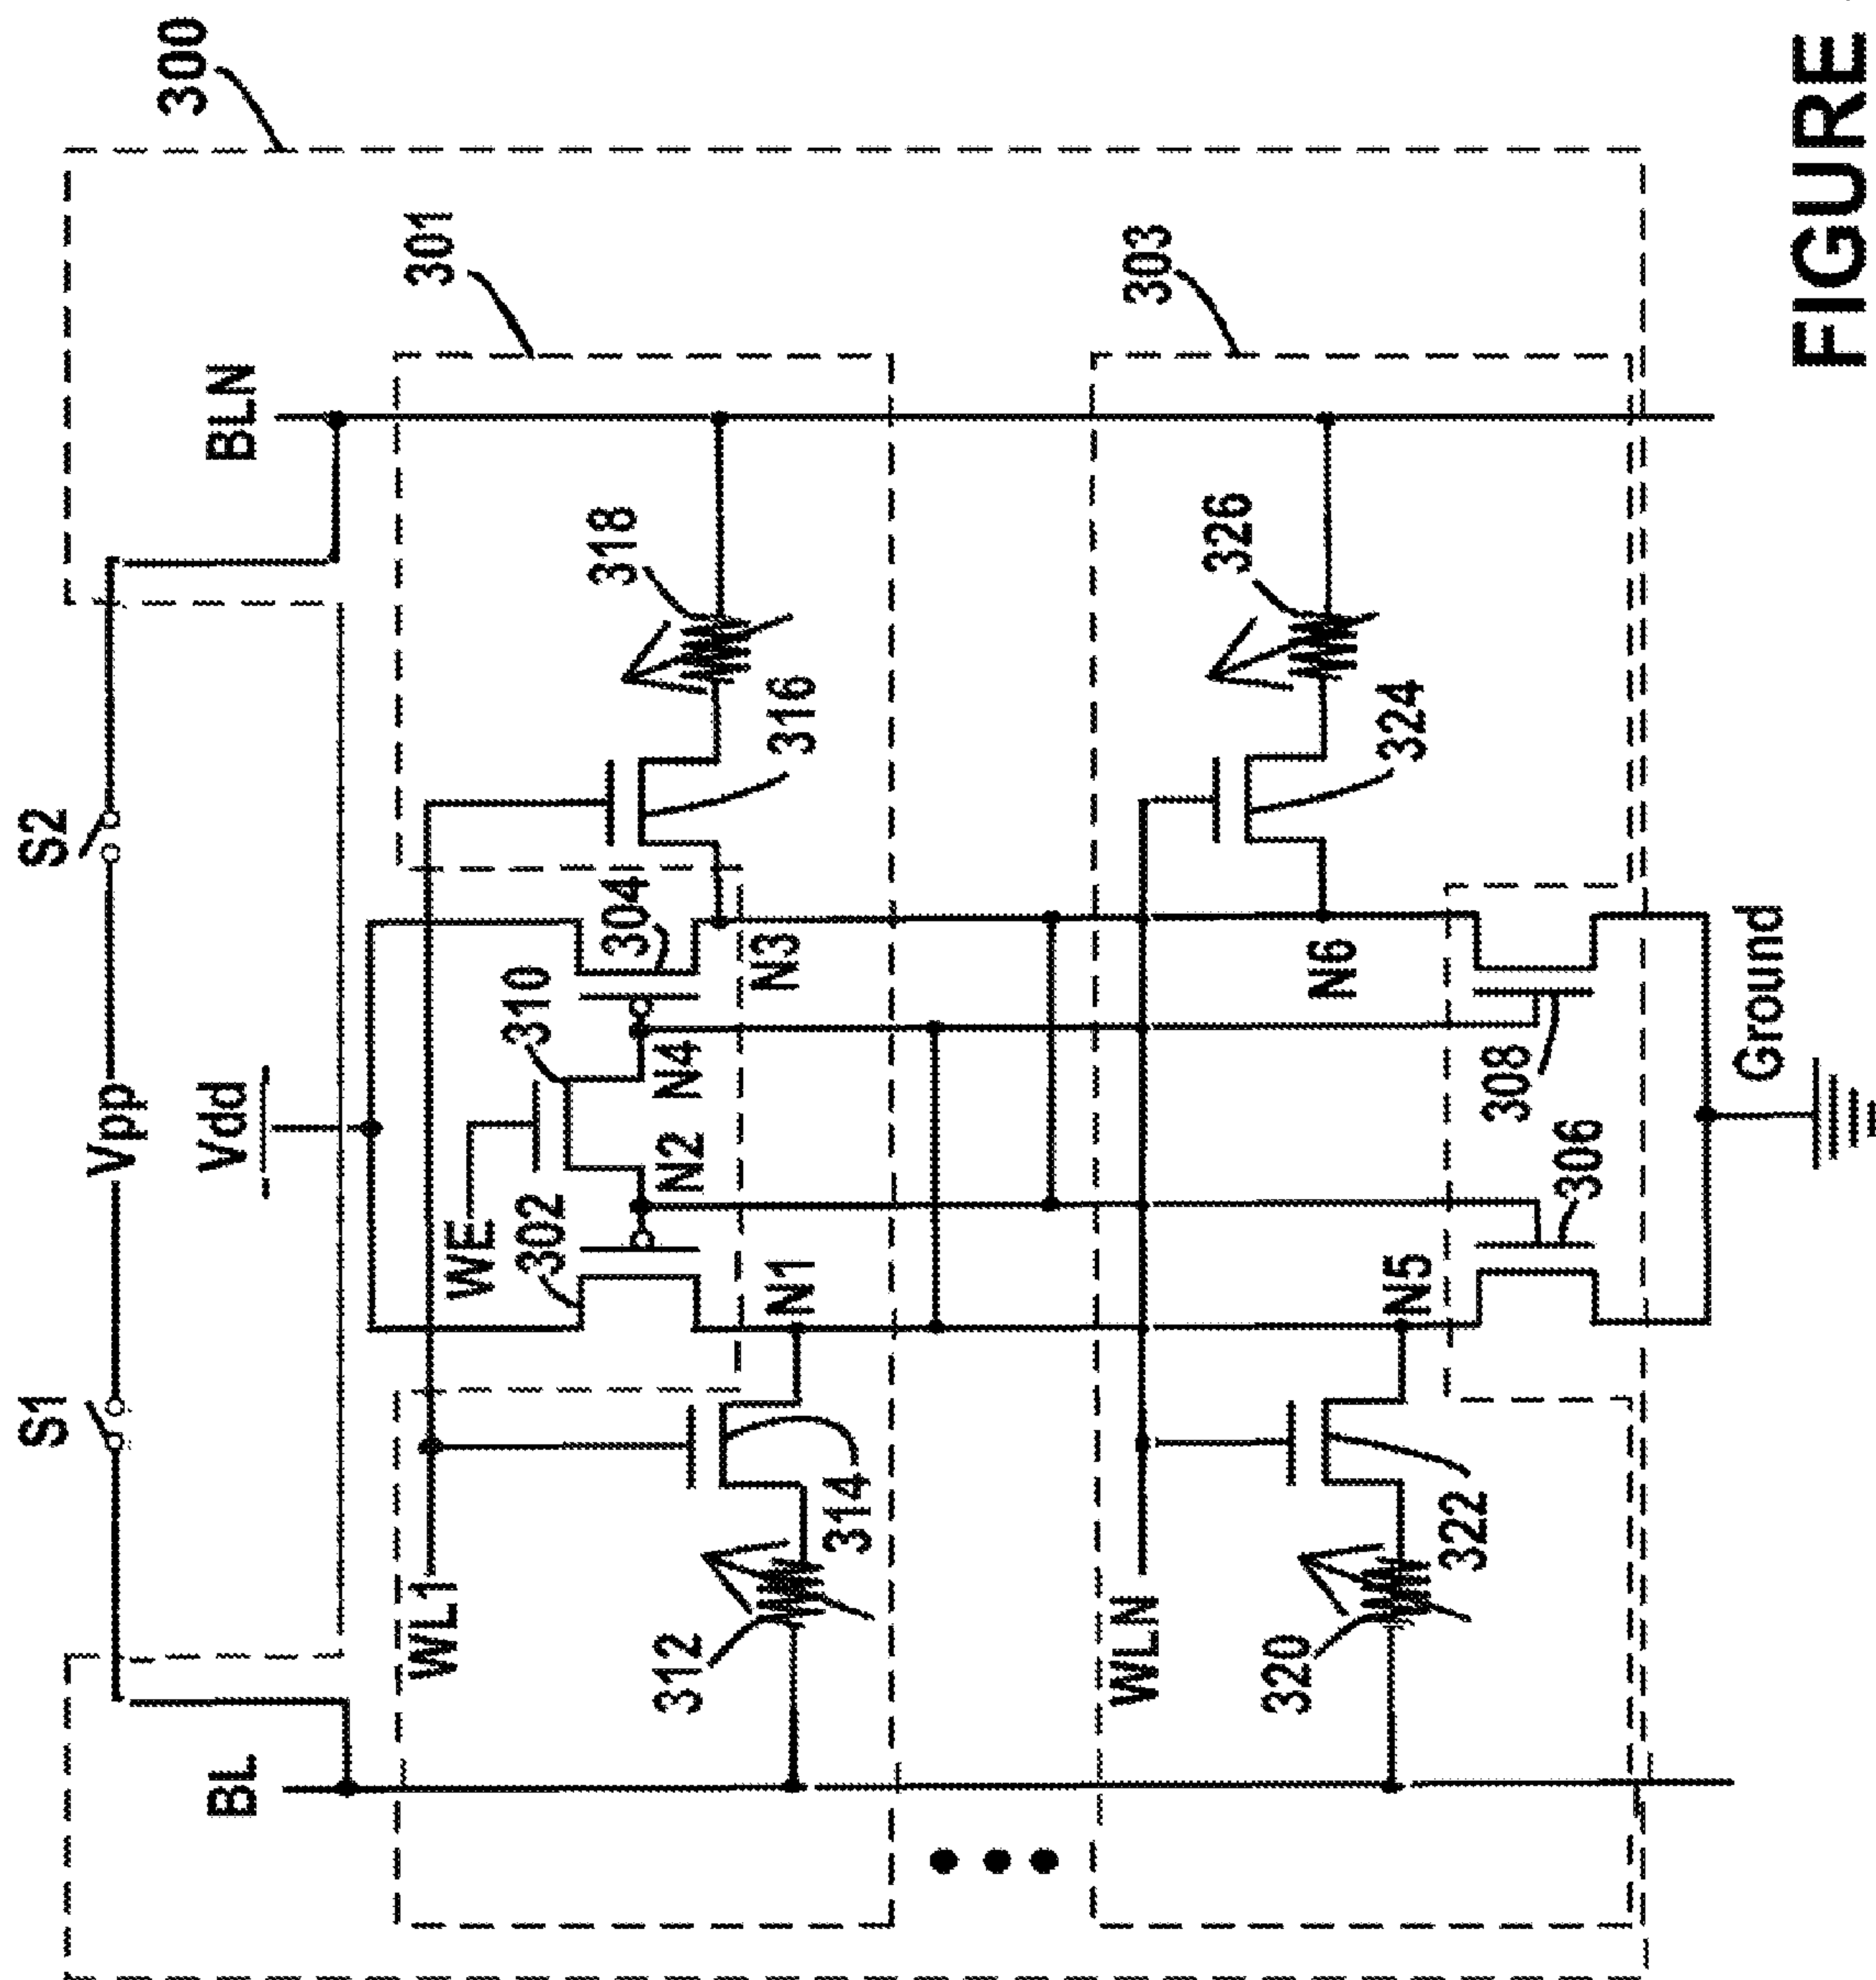 300
S1
Vpp
S2
BL
Vdd
BLN
301
WL1
WE
302
310
304
318
312
314
N1
N2
N4
N3
316
303
WLN
326
320
322
N5
306
308
N6
324
Ground
FIGURE